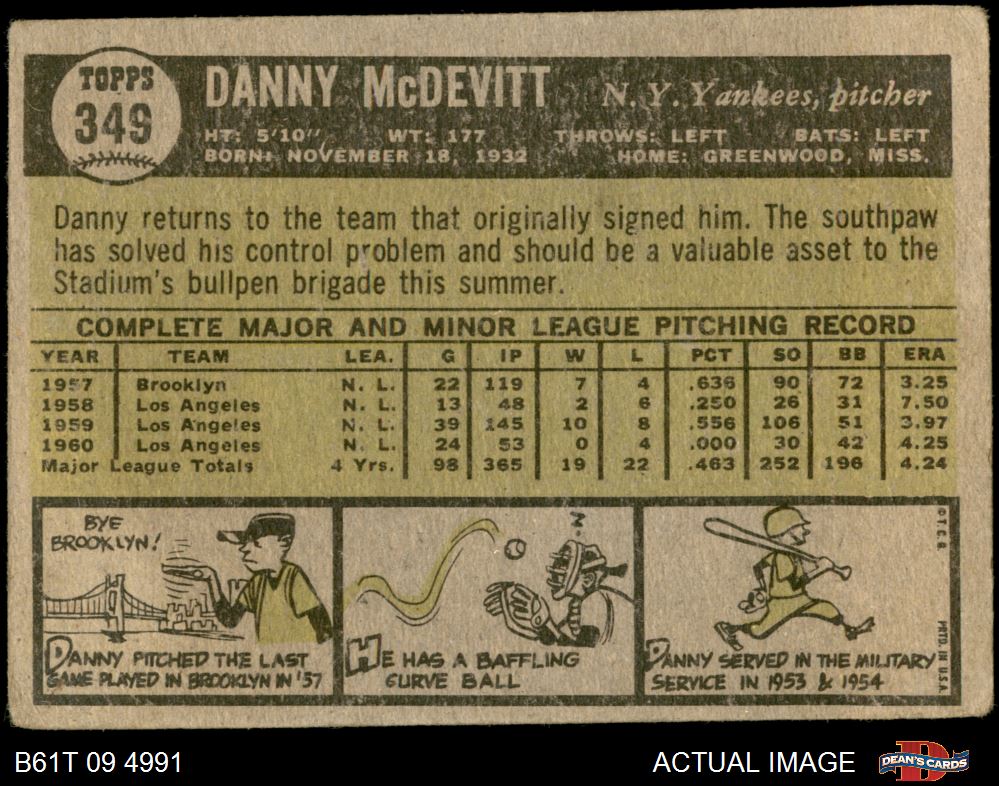 TOPPS
349
DANNY McDEVITT
N. Y. Yankees, pitcher
HT: 5'10" WT: 177 THROWS: LEFT BATS: LEFT
BORN: NOVEMBER 18, 1932 HOME: GREENWOOD, MISS.
Danny returns to the team that originally signed him. The southpaw
has solved his control problem and should be a valuable asset to the
Stadium's bullpen brigade this summer.
COMPLETE MAJOR AND MINOR LEAGUE PITCHING RECORD
YEAR TEAM LEA. G IP W L PCT SO BB ERA
1957 Brooklyn N. L. 22 119 7 4 .636 90 72 3.25
1958 Los Angeles N. L. 13 48 2 6 .250 26 31 7.50
1959 Los Angeles N. L. 39 145 10 8 .556 106 51 3.97
1960 Los Angeles N. L. 24 53 0 4 .000 30 42 4.25
Major League Totals 4 Yrs. 98 365 19 22 .463 252 196 4.24
BYE
BROOKLYN!
DANNY PITCHED THE LAST
GAME PLAYED IN BROOKLYN IN '57
HE HAS A BAFFLING
CURVE BALL
DANNY SERVED IN THE MILITARY
SERVICE IN 1953 & 1954
© T. C. G. PRTD. IN U.S.A.
B61T 09 4991
ACTUAL IMAGE
DEAN'S CARDS